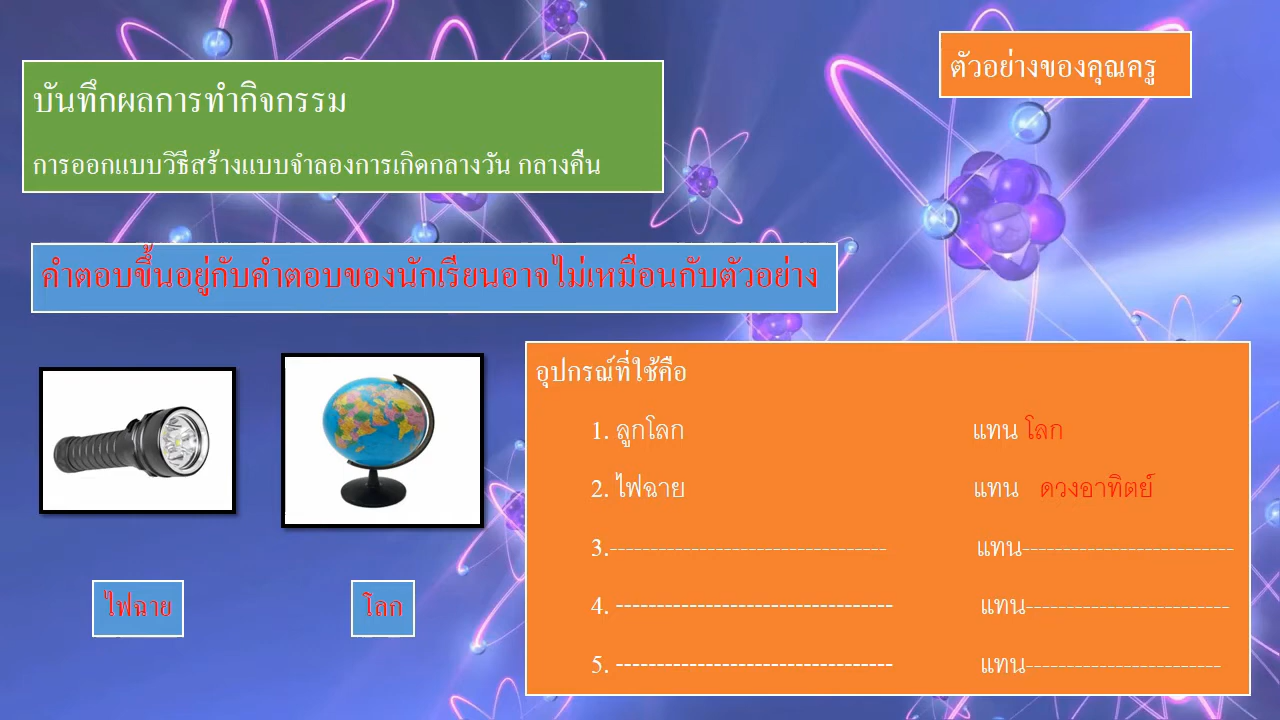 ตัวอย่างของคุณครู
บันทึกผลการทำกิจกรรม
การออกแบบวิธีสร้างแบบจำลองการเกิดกลางวัน กลางคืน
คำตอบขึ้นอยู่กับคำตอบของนักเรียนอาจไม่เหมือนกับตัวอย่าง
อุปกรณ์ที่ใช้คือ
1. ลูกโลก แทน โลก
2. ไฟฉาย แทน ดวงอาทิตย์
3.---------------------------------- แทน--------------------------
4. ---------------------------------- แทน-------------------------
5. ---------------------------------- แทน------------------------
ไฟฉาย
โลก